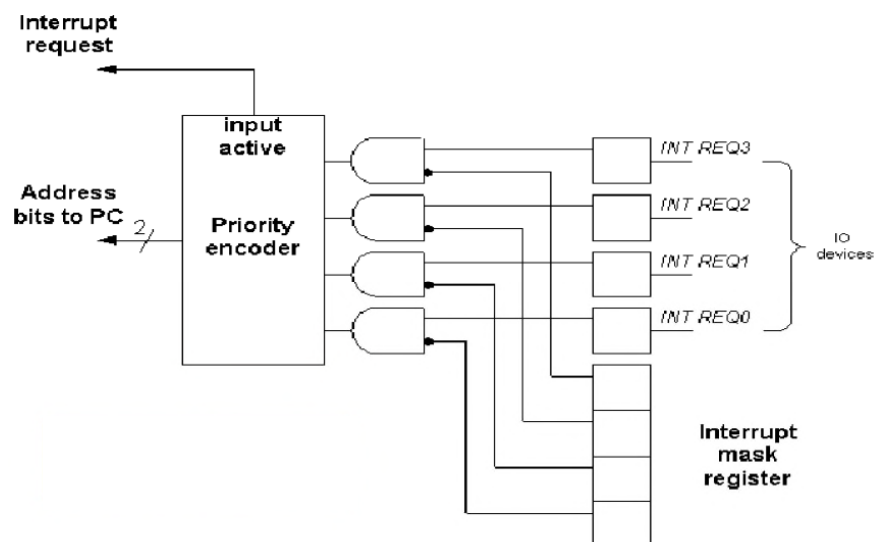 Interrupt
request
input
active
INT REQ3
Address
bits to PC
2
Priority
encoder
INT REQ2
INT REQ1
INT REQ0
IO
devices
Interrupt
mask
register